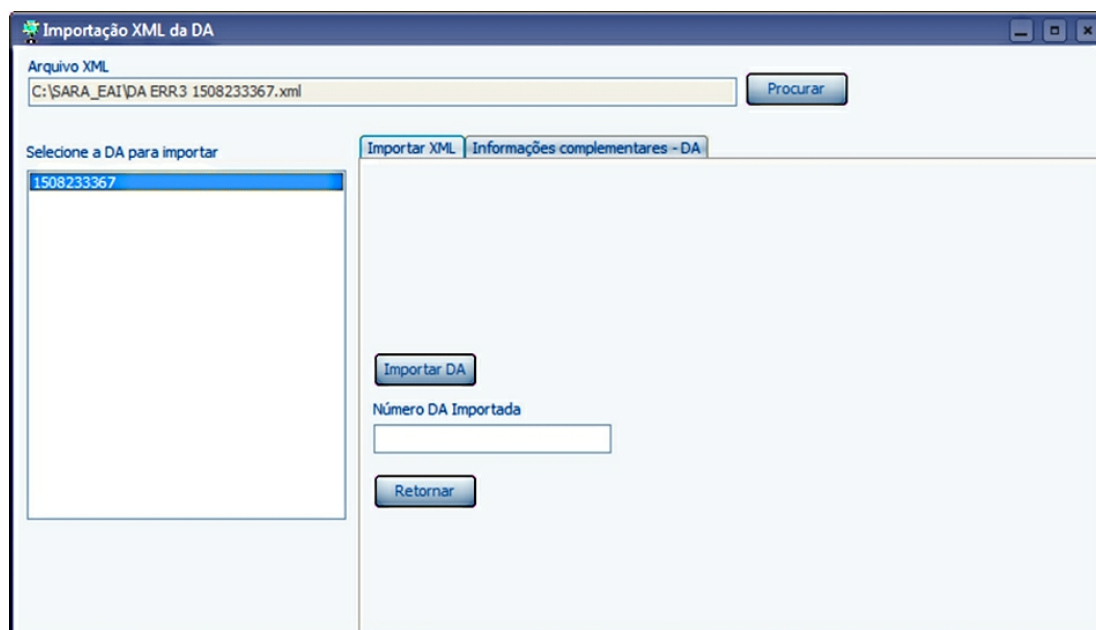 Importação XML da DA
Arquivo XML
C:\SARA_EAI\DA ERR3 1508233367.xml
Procurar
Selecione a DA para importar
1508233367
Importar XML
Informações complementares - DA
Importar DA
Número DA Importada
Retornar